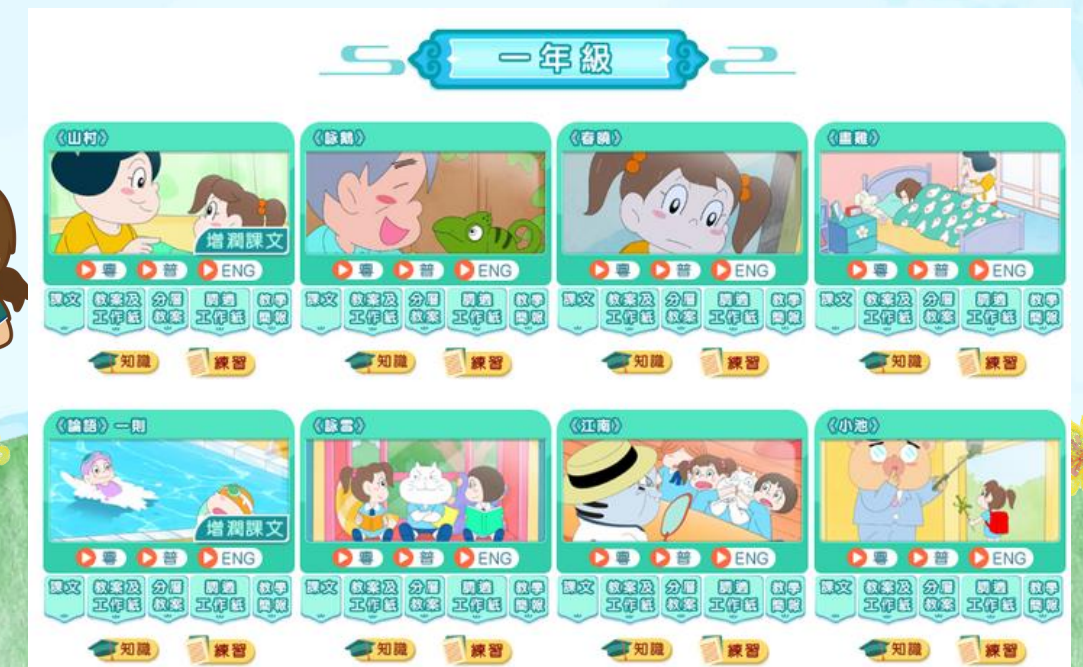 一年級
《山村》
增潤課文
粵 普 ENG
課文 教案及工作紙 分層教案 調適工作紙 教學簡報
知識 練習
《詠鵝》
粵 普 ENG
課文 教案及工作紙 分層教案 調適工作紙 教學簡報
知識 練習
《春曉》
粵 普 ENG
課文 教案及工作紙 分層教案 調適工作紙 教學簡報
知識 練習
《畫雞》
粵 普 ENG
課文 教案及工作紙 分層教案 調適工作紙 教學簡報
知識 練習
《論語》一則
增潤課文
粵 普 ENG
課文 教案及工作紙 分層教案 調適工作紙 教學簡報
知識 練習
《詠雪》
粵 普 ENG
課文 教案及工作紙 分層教案 調適工作紙 教學簡報
知識 練習
《江南》
粵 普 ENG
課文 教案及工作紙 分層教案 調適工作紙 教學簡報
知識 練習
《小池》
粵 普 ENG
課文 教案及工作紙 分層教案 調適工作紙 教學簡報
知識 練習